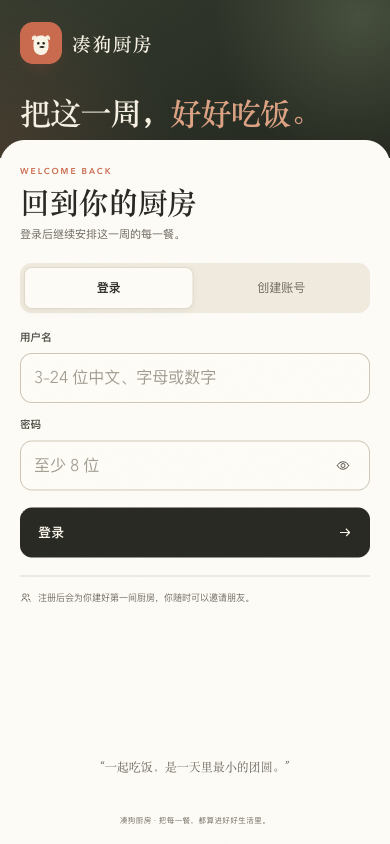 凑狗厨房
把这一周，好好吃饭。
WELCOME BACK
回到你的厨房
登录后继续安排这一周的每一餐。
登录
创建账号
用户名
3–24 位中文、字母或数字
密码
至少 8 位
登录
注册后会为你建好第一间厨房，你随时可以邀请朋友。
“一起吃饭，是一天里最小的团圆。”
凑狗厨房 · 把每一餐，都算进好好生活里。